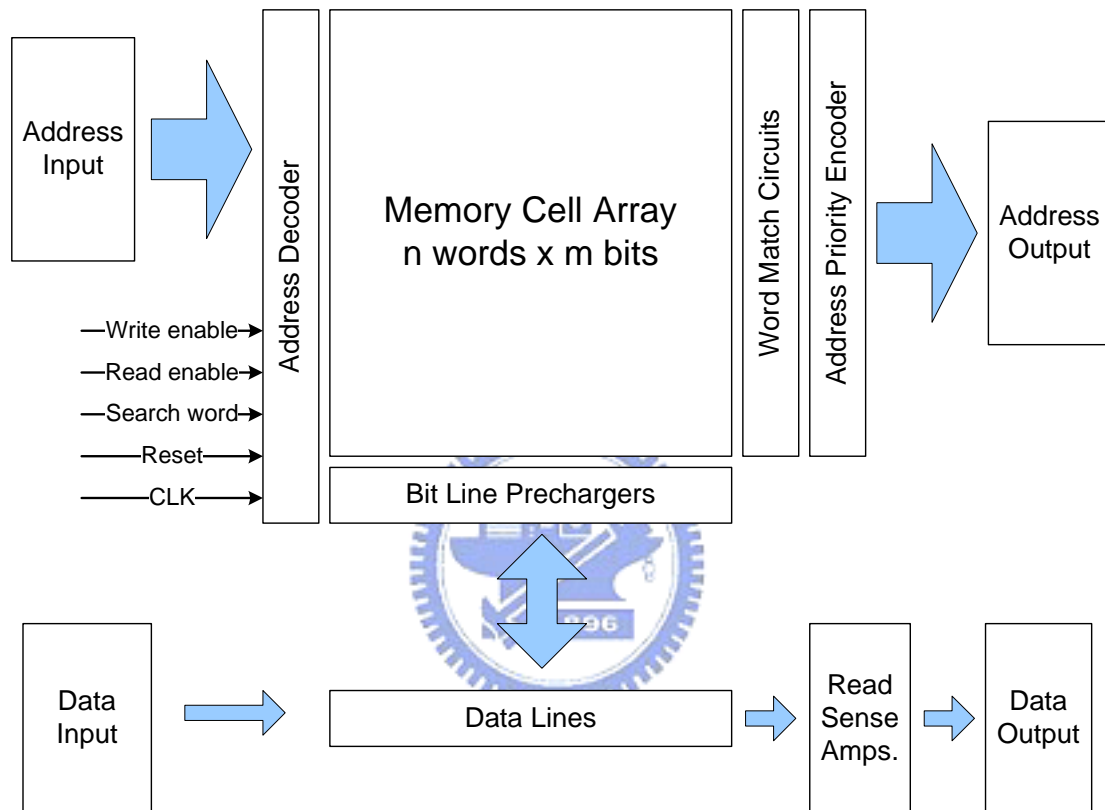 Address
Input
Address Decoder
Memory Cell Array
n words x m bits
Word Match Circuits
Address Priority Encoder
Address
Output
Write enable
Read enable
Search word
Reset
CLK
Bit Line Prechargers
896
Data
Input
Data Lines
Read
Sense
Amps.
Data
Output